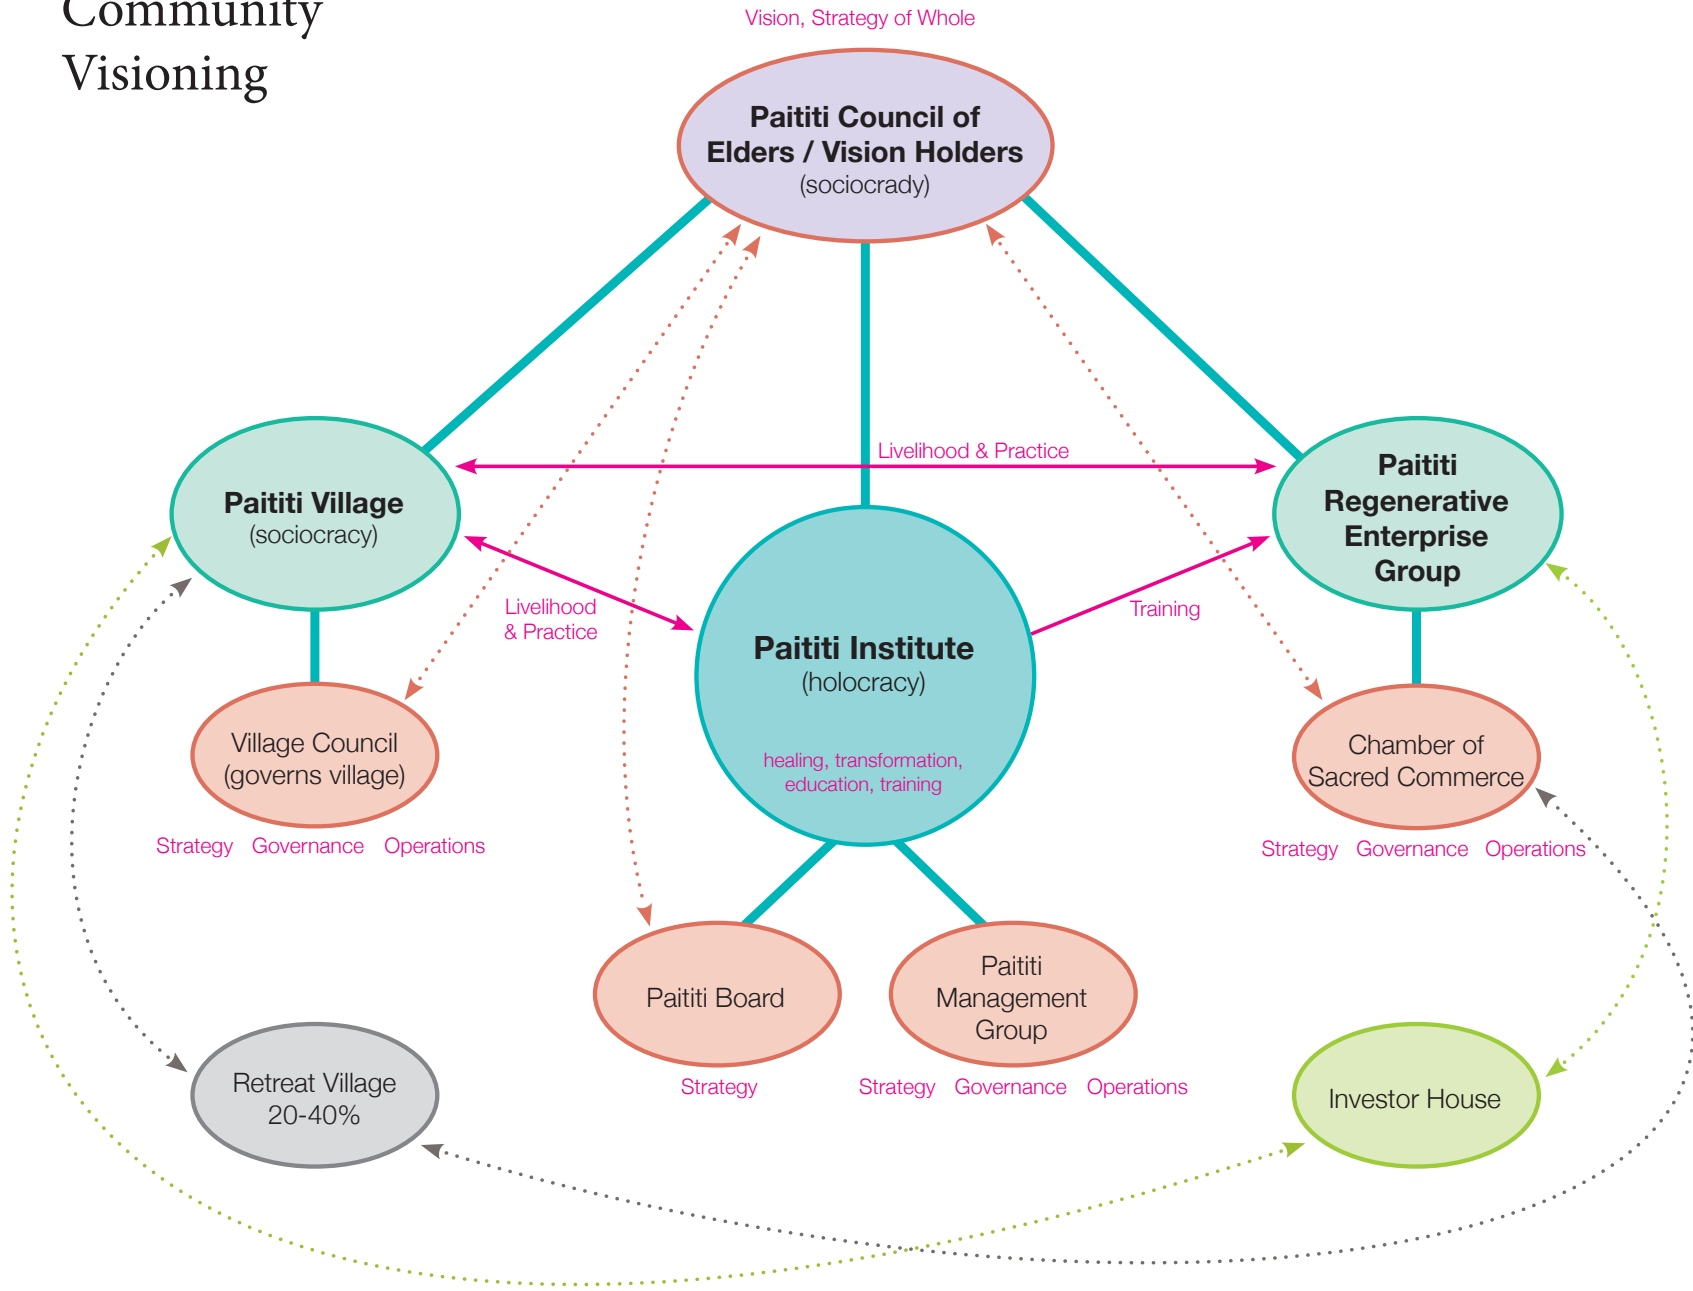 Community
Visioning
Vision, Strategy of Whole
Paititi Council of
Elders / Vision Holders
(sociocrady)
Livelihood & Practice
Paititi Village
(sociocracy)
Paititi
Regenerative
Enterprise
Group
Livelihood
& Practice
Training
Paititi Institute
(holocracy)
healing, transformation,
education, training
Village Council
(governs village)
Strategy Governance Operations
Chamber of
Sacred Commerce
Strategy Governance Operations
Paititi Board
Strategy
Paititi
Management
Group
Strategy Governance Operations
Retreat Village
20-40%
Investor House